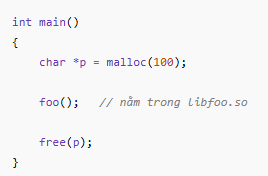 int main()
{
    char *p = malloc(100);
    foo();   // nằm trong libfoo.so
    free(p);
}